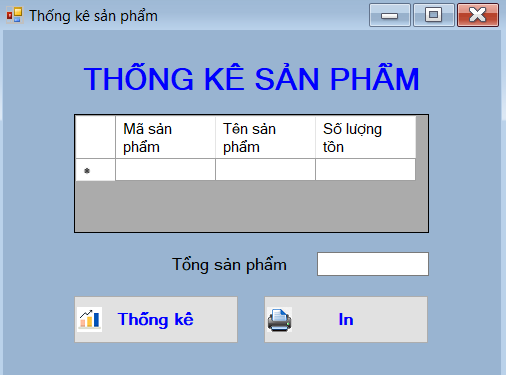 Thống kê sản phẩm
THỐNG KÊ SẢN PHẨM
Mã sản phẩm
Tên sản phẩm
Số lượng tồn
Tổng sản phẩm
Thống kê
In